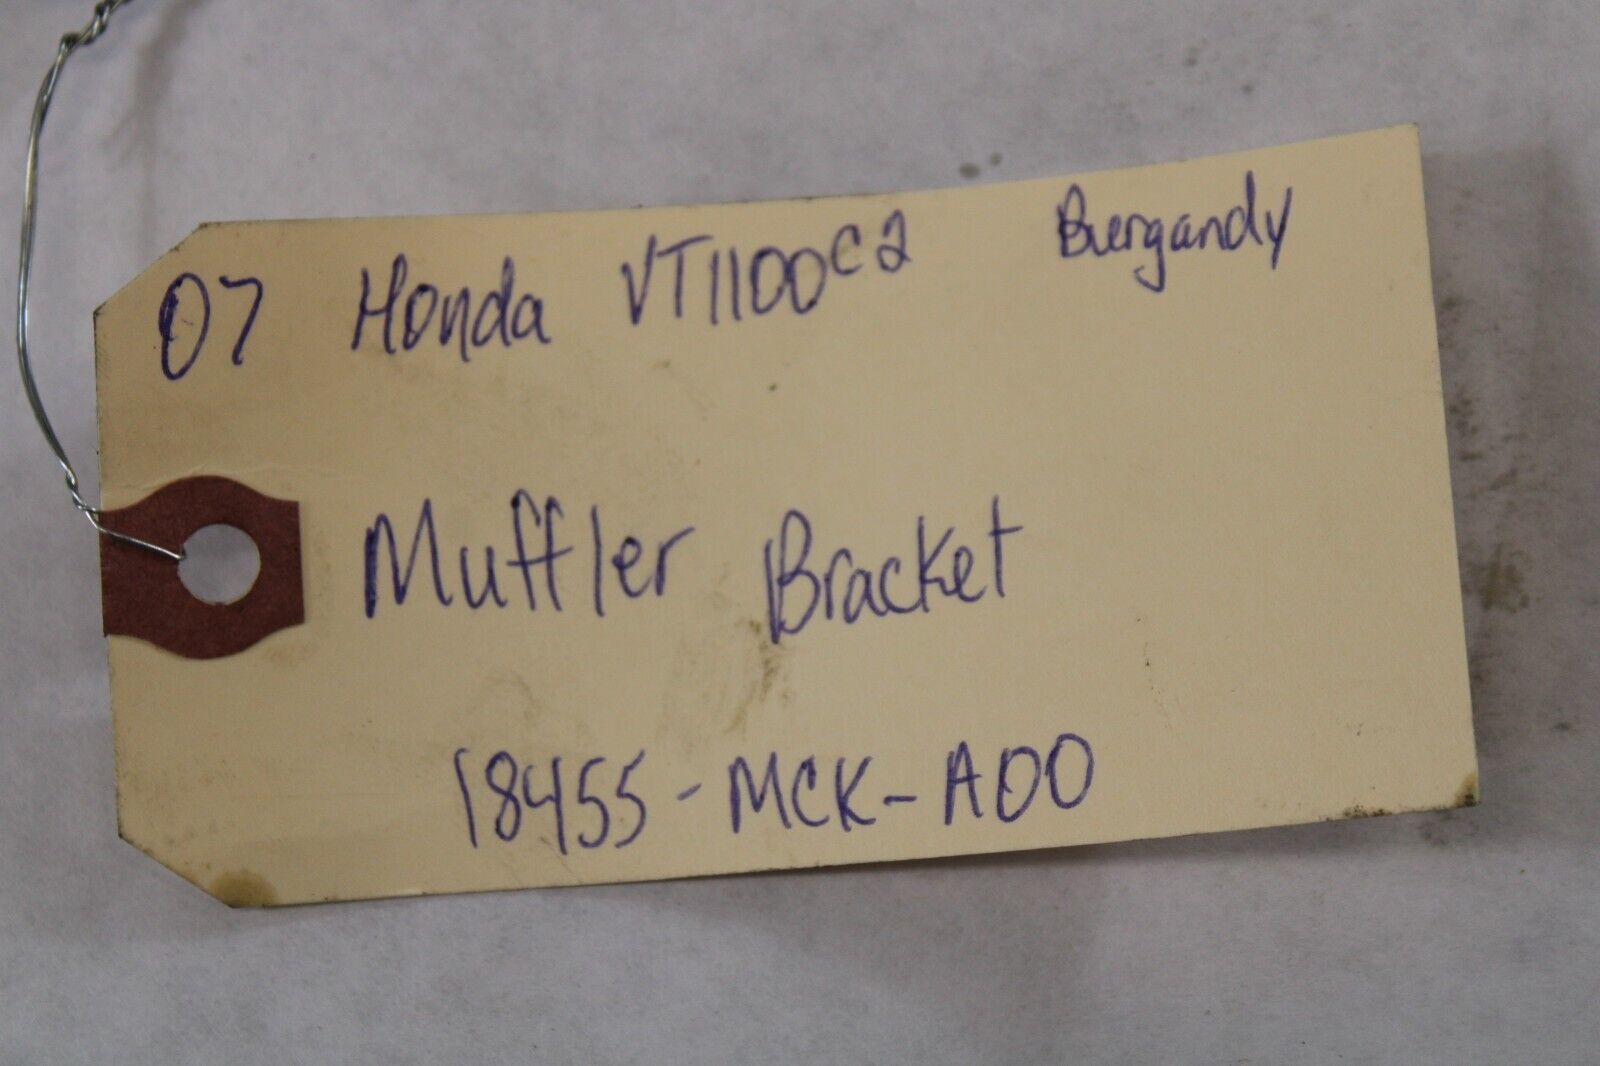 07 Honda VT1100C2 Burgandy
Muffler Bracket
18455-MCK-A00